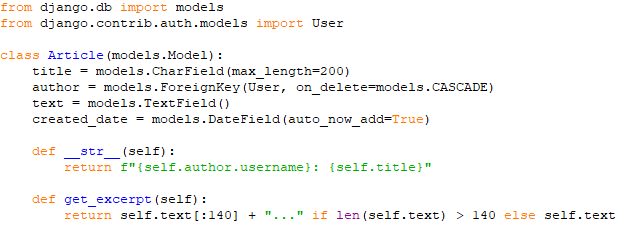 from django.db import models
from django.contrib.auth.models import User

class Article(models.Model):
    title = models.CharField(max_length=200)
    author = models.ForeignKey(User, on_delete=models.CASCADE)
    text = models.TextField()
    created_date = models.DateField(auto_now_add=True)

    def __str__(self):
        return f"{self.author.username}: {self.title}"

    def get_excerpt(self):
        return self.text[:140] + "..." if len(self.text) > 140 else self.text